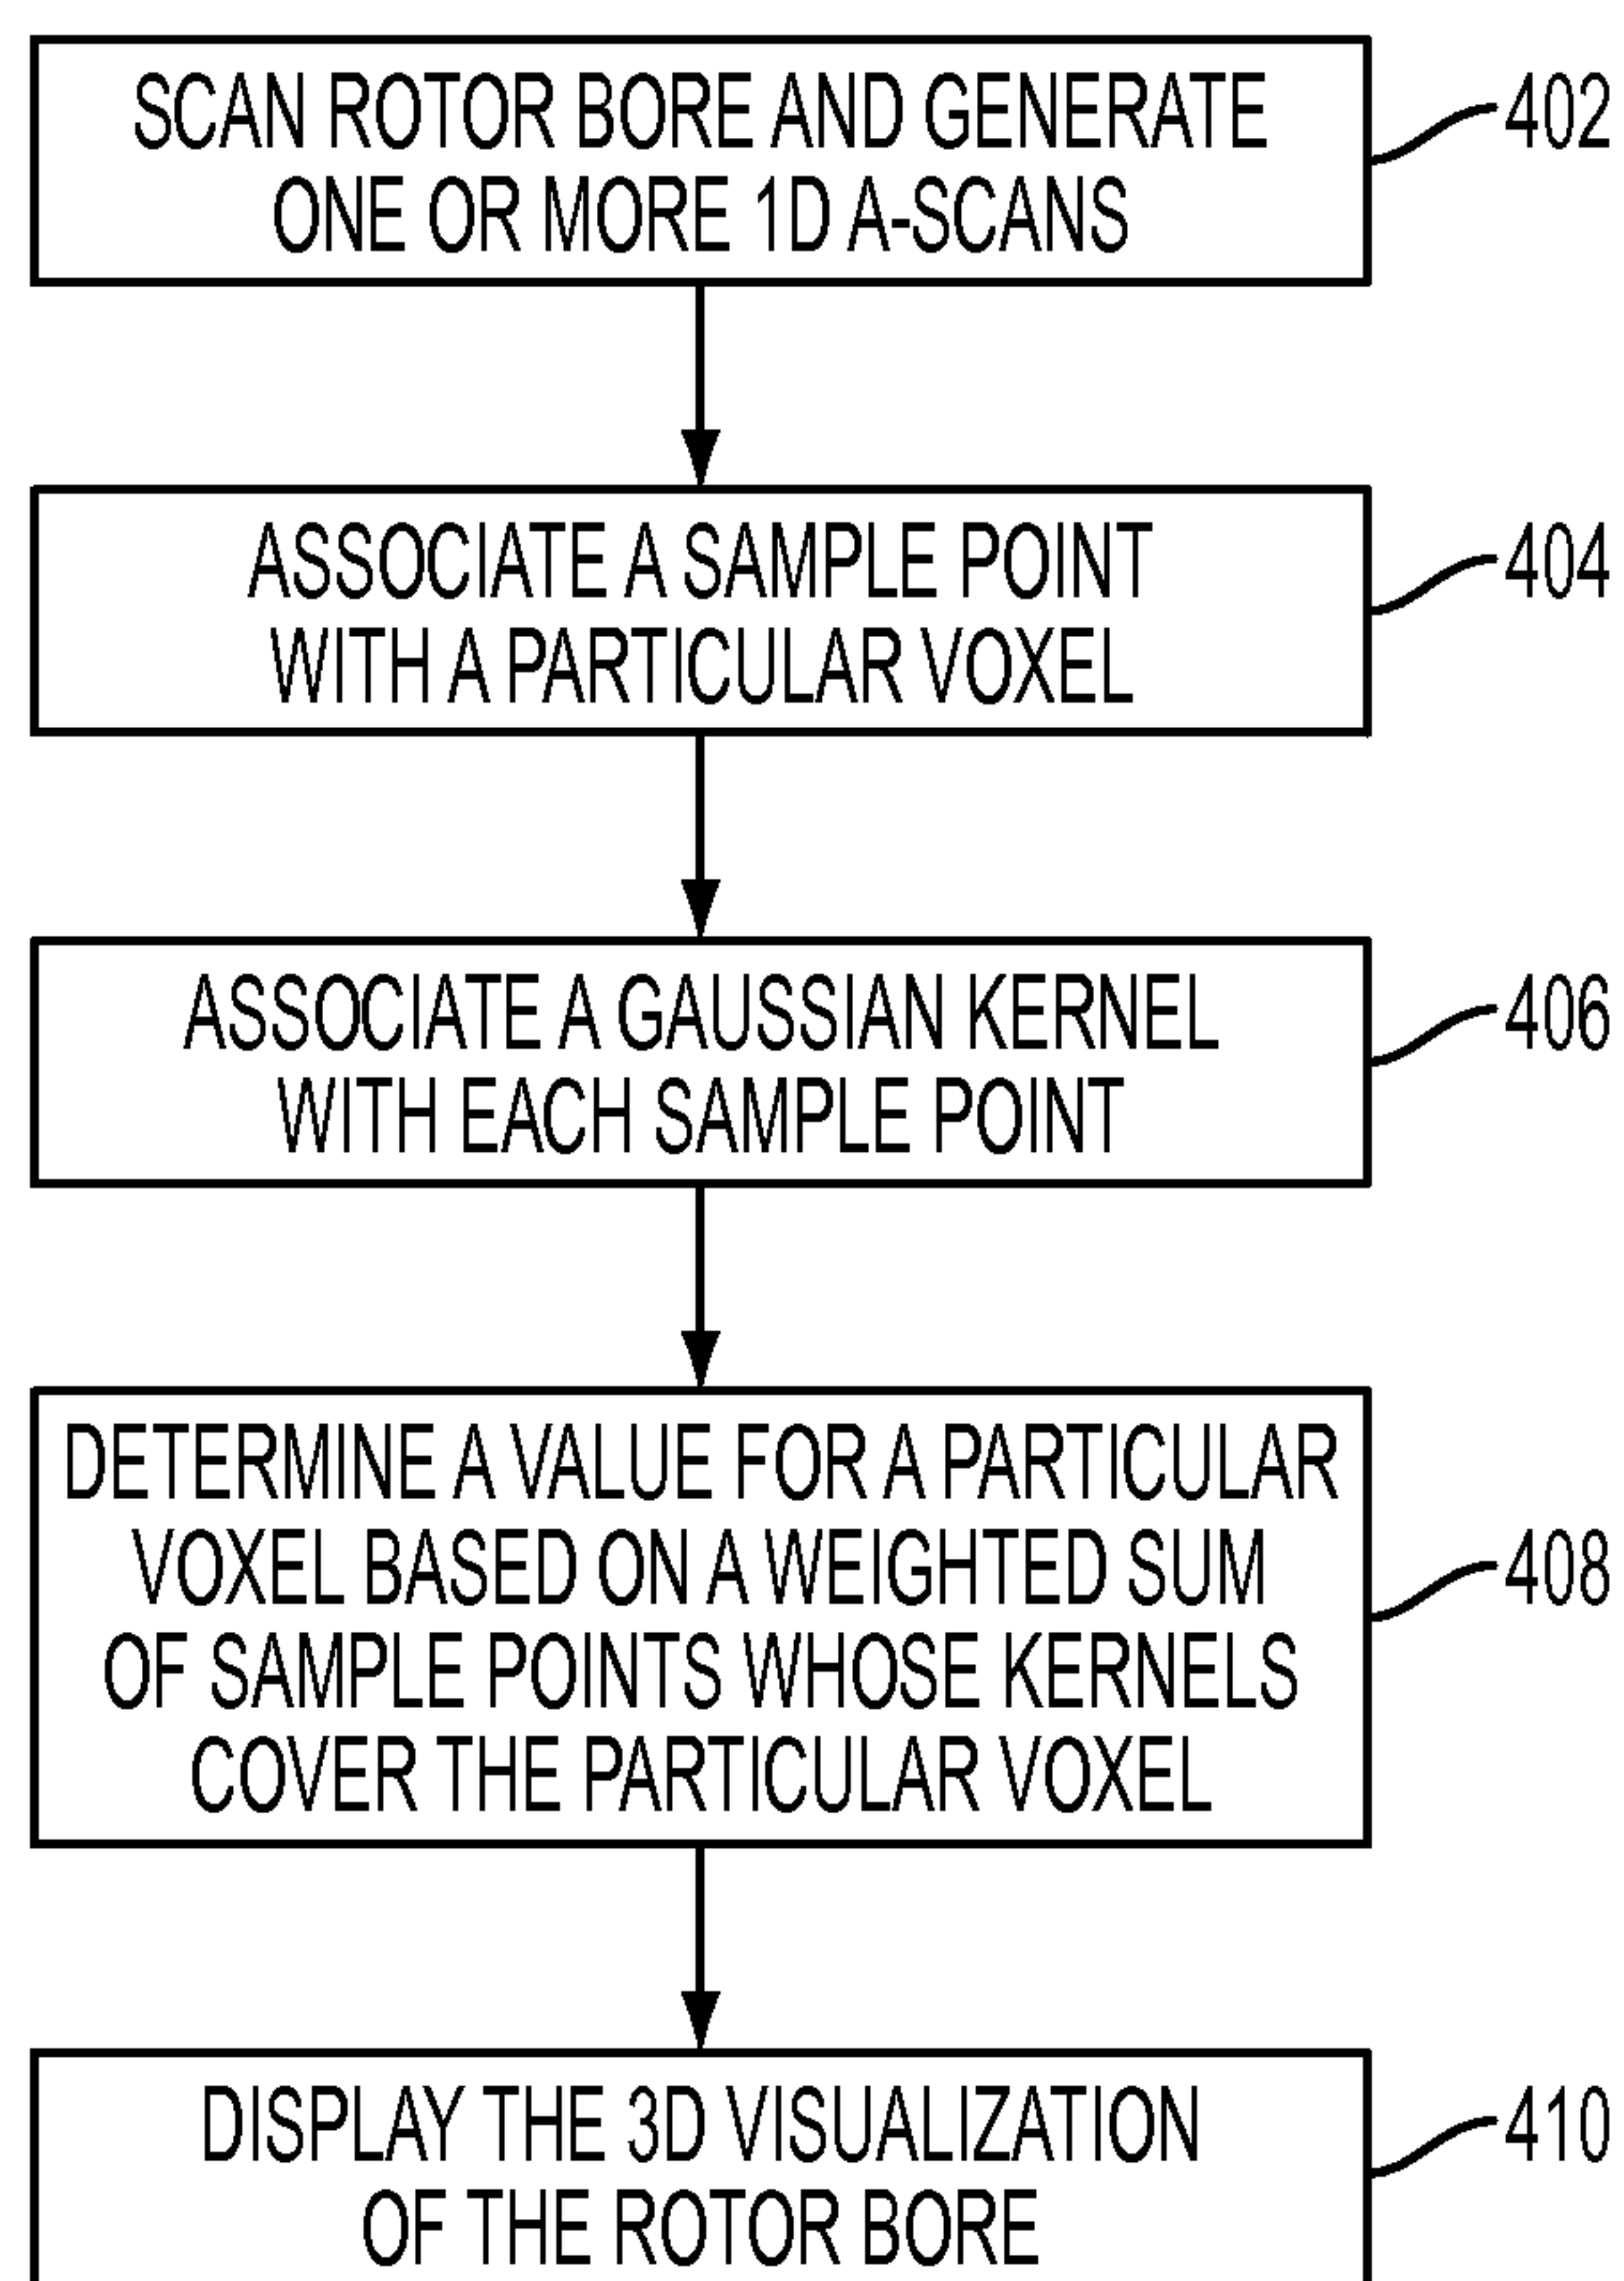 SCAN ROTOR BORE AND GENERATE
ONE OR MORE 1D A-SCANS
402
ASSOCIATE A SAMPLE POINT
WITH A PARTICULAR VOXEL
404
ASSOCIATE A GAUSSIAN KERNEL
WITH EACH SAMPLE POINT
406
DETERMINE A VALUE FOR A PARTICULAR
VOXEL BASED ON A WEIGHTED SUM
OF SAMPLE POINTS WHOSE KERNELS
COVER THE PARTICULAR VOXEL
408
DISPLAY THE 3D VISUALIZATION
OF THE ROTOR BORE
410